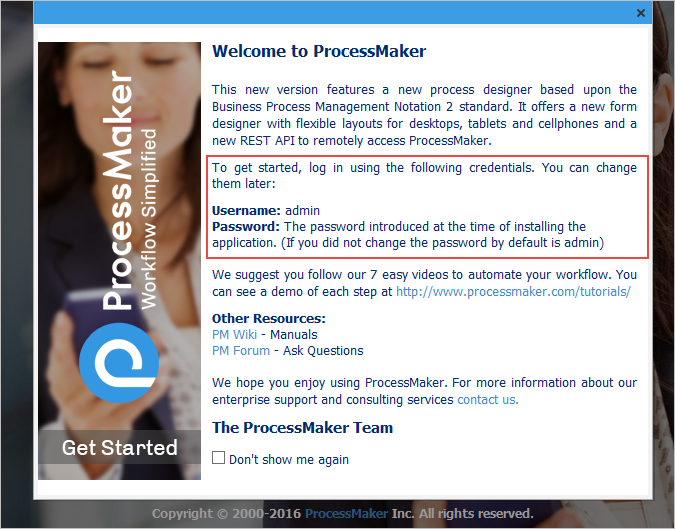 ×
Welcome to ProcessMaker
This new version features a new process designer based upon the
Business Process Management Notation 2 standard. It offers a new form
designer with flexible layouts for desktops, tablets and cellphones and a
new REST API to remotely access ProcessMaker.
To get started, log in using the following credentials. You can change
them later:
Username: admin
Password: The password introduced at the time of installing the
application. (If you did not change the password by default is admin)
We suggest you follow our 7 easy videos to automate your workflow. You
can see a demo of each step at http://www.processmaker.com/tutorials/
Other Resources:
PM Wiki - Manuals
PM Forum - Ask Questions
We hope you enjoy using ProcessMaker. For more information about our
enterprise support and consulting services contact us.
The ProcessMaker Team
Don't show me again
ProcessMaker
Workflow Simplified
Get Started
Copyright © 2000-2016 ProcessMaker Inc. All rights reserved.